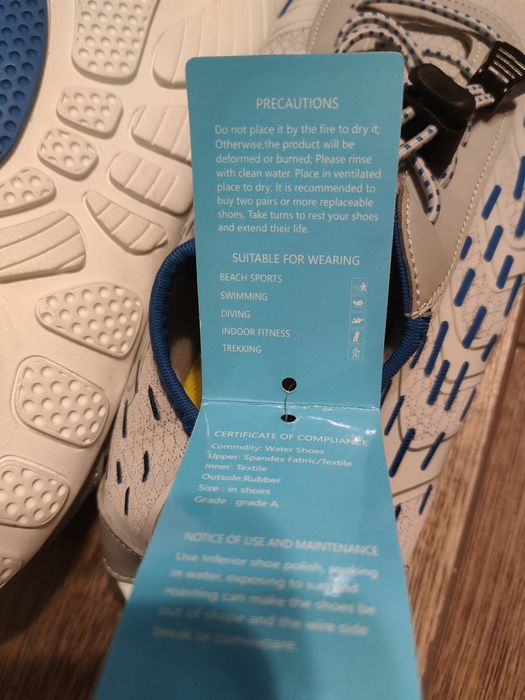 PRECAUTIONS
Do not place it by the fire to dry it;
Otherwise,the product will be
deformed or burned; Please rinse
with clean water. Place in ventilated
place to dry; It is recommended to
buy two pairs or more replaceable
shoes, Take turns to rest your shoes
and extend their life.
SUITABLE FOR WEARING
BEACH SPORTS
SWIMMING
DIVING
INDOOR FITNESS
TREKKING
CERTIFICATE OF COMPLIANCE
Commdity: Water Shoes
Upper: Spandex Fabric/Textile
Inner: Textile
Outsole:Rubber
Size : in shoes
Grade : grade A
NOTICE OF USE AND MAINTENANCE
Use Inferior shoe polish, soaking
in water, exposing to sun and
roasting can make the shoes be
out of shape and the wire side
break or